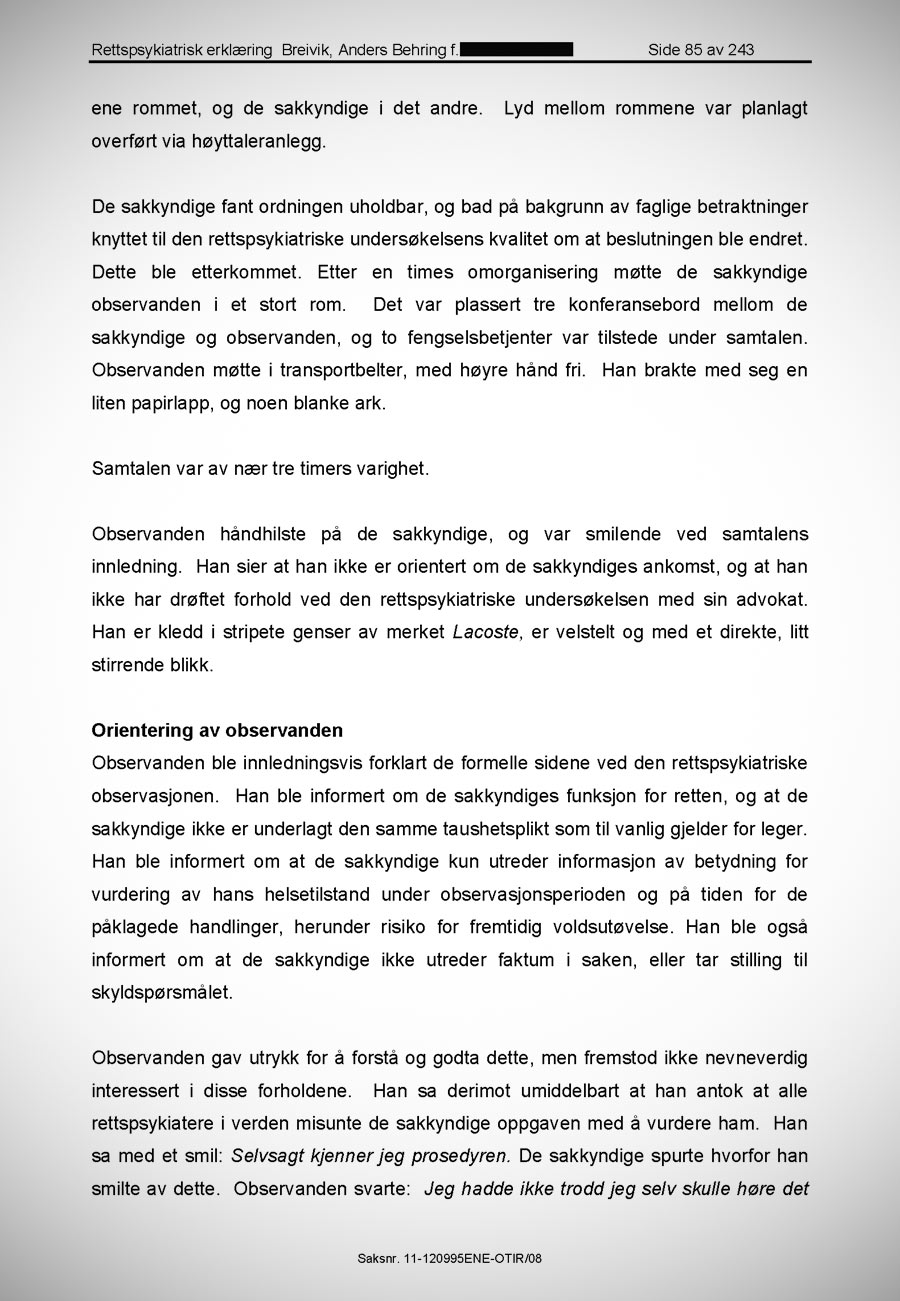 Rettspsykiatrisk erklæring  Breivik, Anders Behring f. Side 85 av 243
ene rommet, og de sakkyndige i det andre.  Lyd mellom rommene var planlagt
overført via høyttaleranlegg.
De sakkyndige fant ordningen uholdbar, og bad på bakgrunn av faglige betraktninger
knyttet til den rettspsykiatriske undersøkelsens kvalitet om at beslutningen ble endret.
Dette ble etterkommet. Etter en times omorganisering møtte de sakkyndige
observanden i et stort rom.  Det var plassert tre konferansebord mellom de
sakkyndige og observanden, og to fengselsbetjenter var tilstede under samtalen.
Observanden møtte i transportbelter, med høyre hånd fri.  Han brakte med seg en
liten papirlapp, og noen blanke ark.
Samtalen var av nær tre timers varighet.
Observanden håndhilste på de sakkyndige, og var smilende ved samtalens
innledning.  Han sier at han ikke er orientert om de sakkyndiges ankomst, og at han
ikke har drøftet forhold ved den rettspsykiatriske undersøkelsen med sin advokat.
Han er kledd i stripete genser av merket Lacoste, er velstelt og med et direkte, litt
stirrende blikk.
Orientering av observanden
Observanden ble innledningsvis forklart de formelle sidene ved den rettspsykiatriske
observasjonen.  Han ble informert om de sakkyndiges funksjon for retten, og at de
sakkyndige ikke er underlagt den samme taushetsplikt som til vanlig gjelder for leger.
Han ble informert om at de sakkyndige kun utreder informasjon av betydning for
vurdering av hans helsetilstand under observasjonsperioden og på tiden for de
påklagede handlinger, herunder risiko for fremtidig voldsutøvelse. Han ble også
informert om at de sakkyndige ikke utreder faktum i saken, eller tar stilling til
skyldspørsmålet.
Observanden gav utrykk for å forstå og godta dette, men fremstod ikke nevneverdig
interessert i disse forholdene.  Han sa derimot umiddelbart at han antok at alle
rettspsykiatere i verden misunte de sakkyndige oppgaven med å vurdere ham.  Han
sa med et smil: Selvsagt kjenner jeg prosedyren. De sakkyndige spurte hvorfor han
smilte av dette.  Observanden svarte:  Jeg hadde ikke trodd jeg selv skulle høre det
Saksnr. 11-120995ENE-OTIR/08